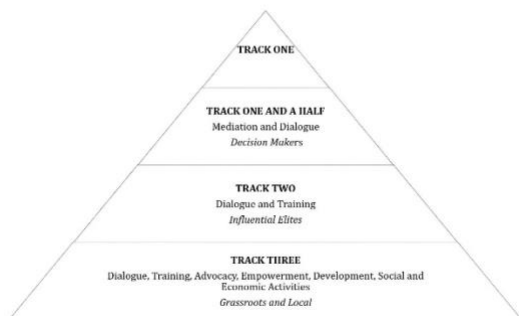 TRACK ONE
TRACK ONE AND A HALF
Mediation and Dialogue
Decision Makers
TRACK TWO
Dialogue and Training
Influential Elites
TRACK THREE
Dialogue, Training, Advocacy, Empowerment, Development, Social and
Economic Activities
Grassroots and Local